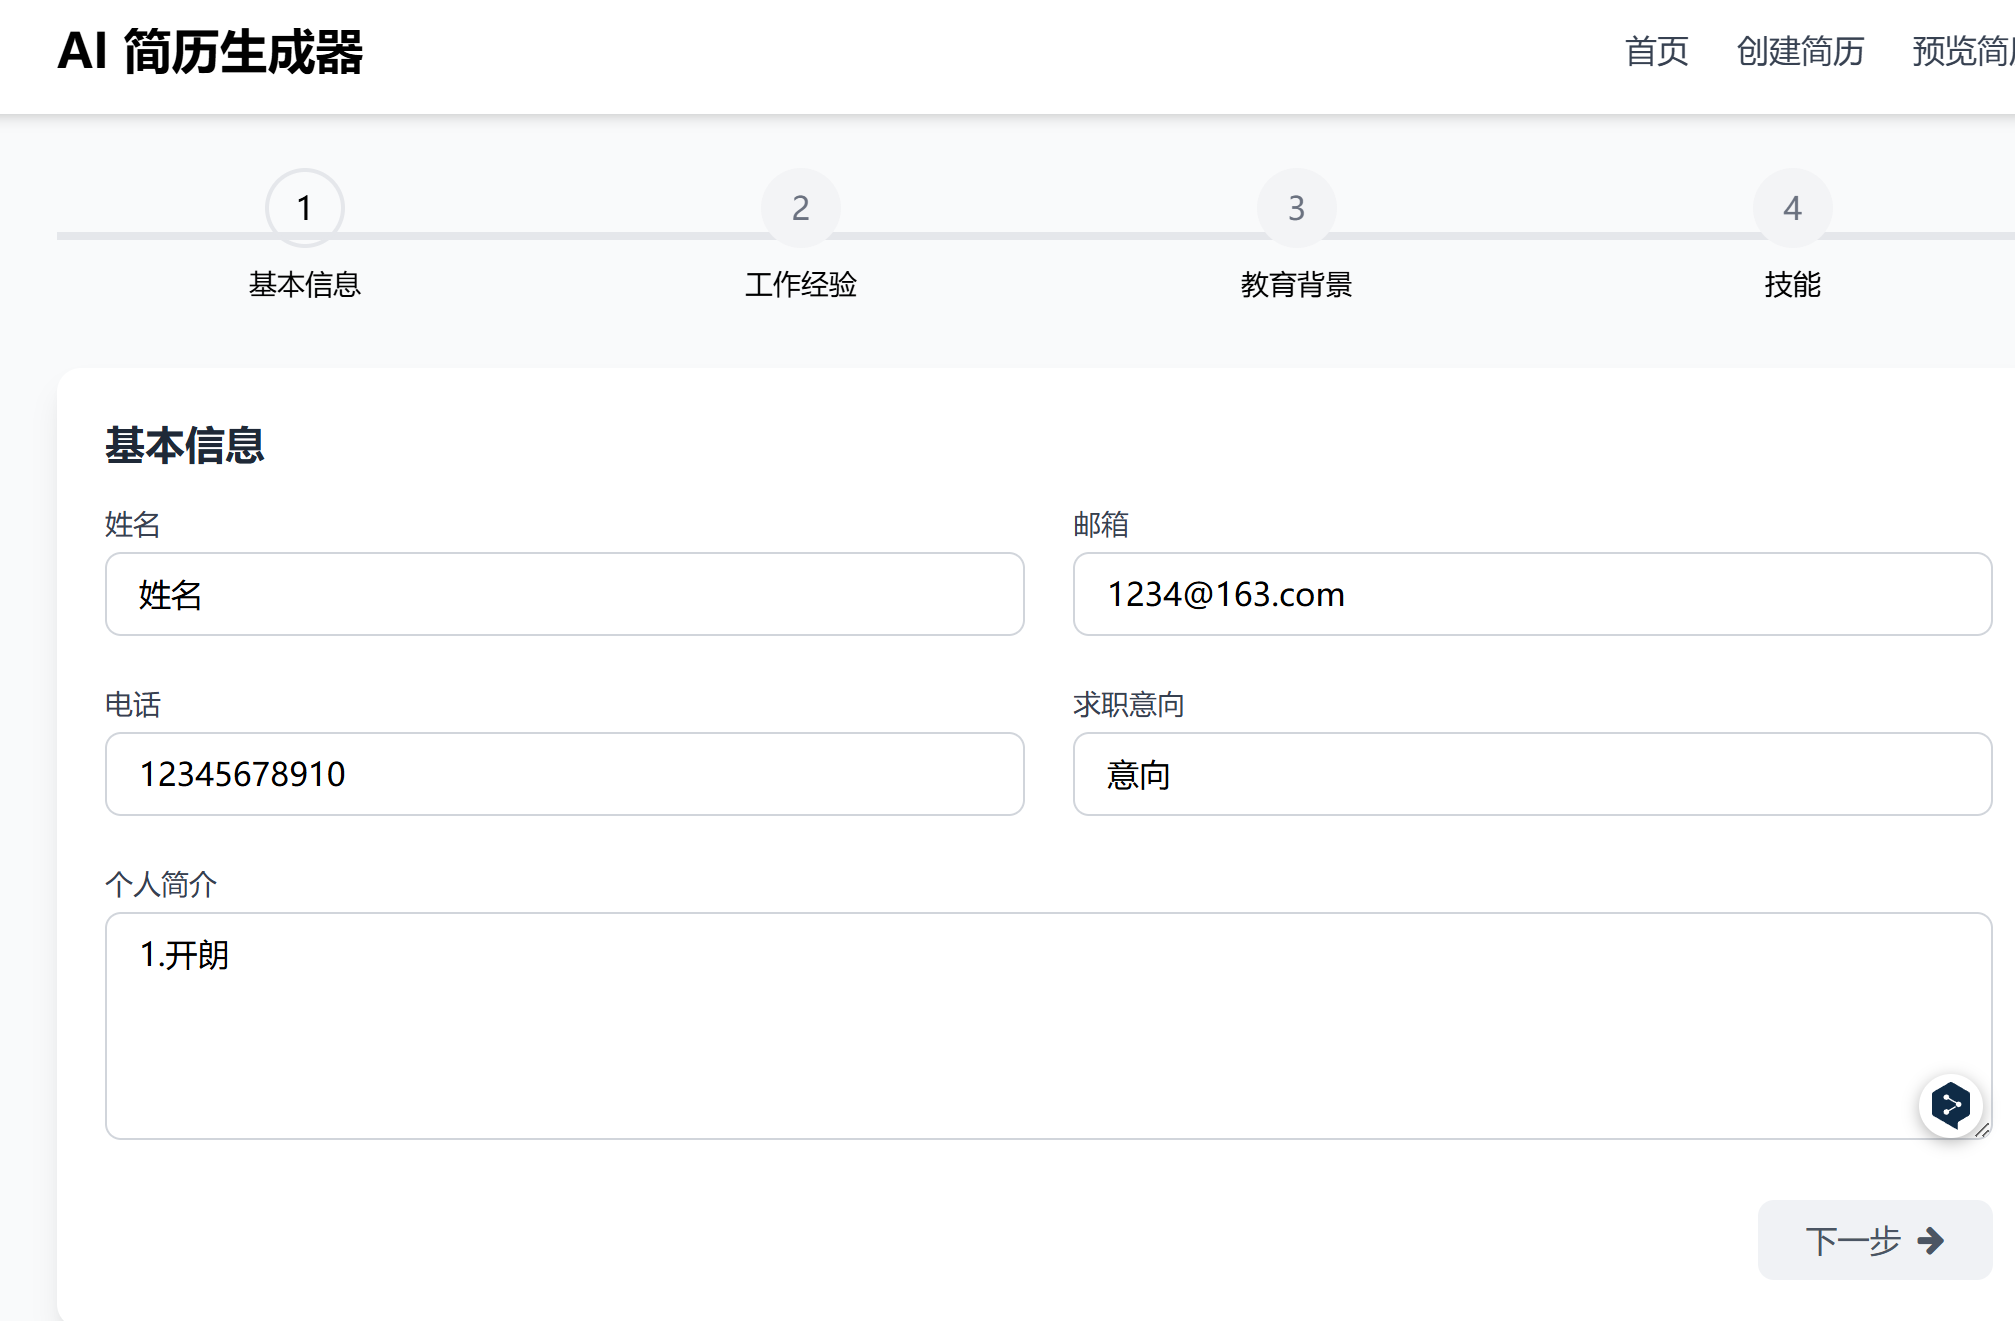 AI 简历生成器
首页 创建简历 预览简
1 2 3 4
基本信息 工作经验 教育背景 技能
基本信息
姓名 邮箱
姓名 1234@163.com
电话 求职意向
12345678910 意向
个人简介
1.开朗
下一步